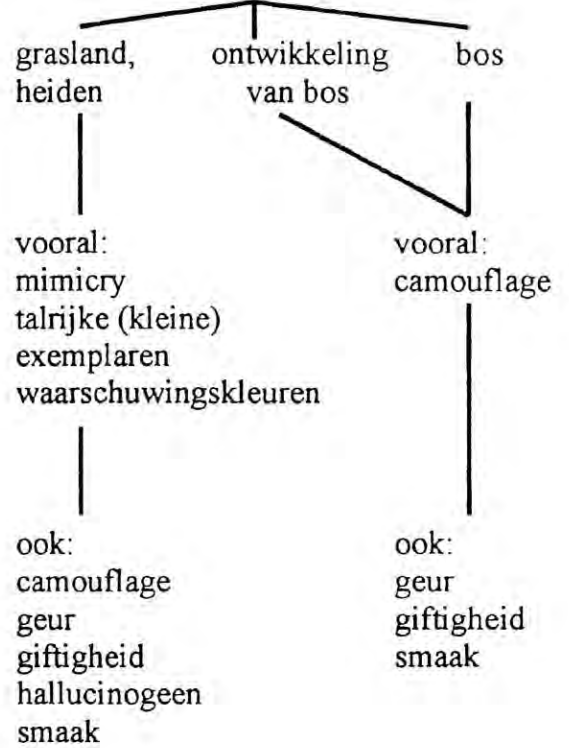 grasland,
heiden
ontwikkeling
van bos
bos
vooral:
mimicry
talrijke (kleine)
exemplaren
waarschuwingskleuren
vooral:
camouflage
ook:
camouflage
geur
giftigheid
hallucinogeen
smaak
ook:
geur
giftigheid
smaak